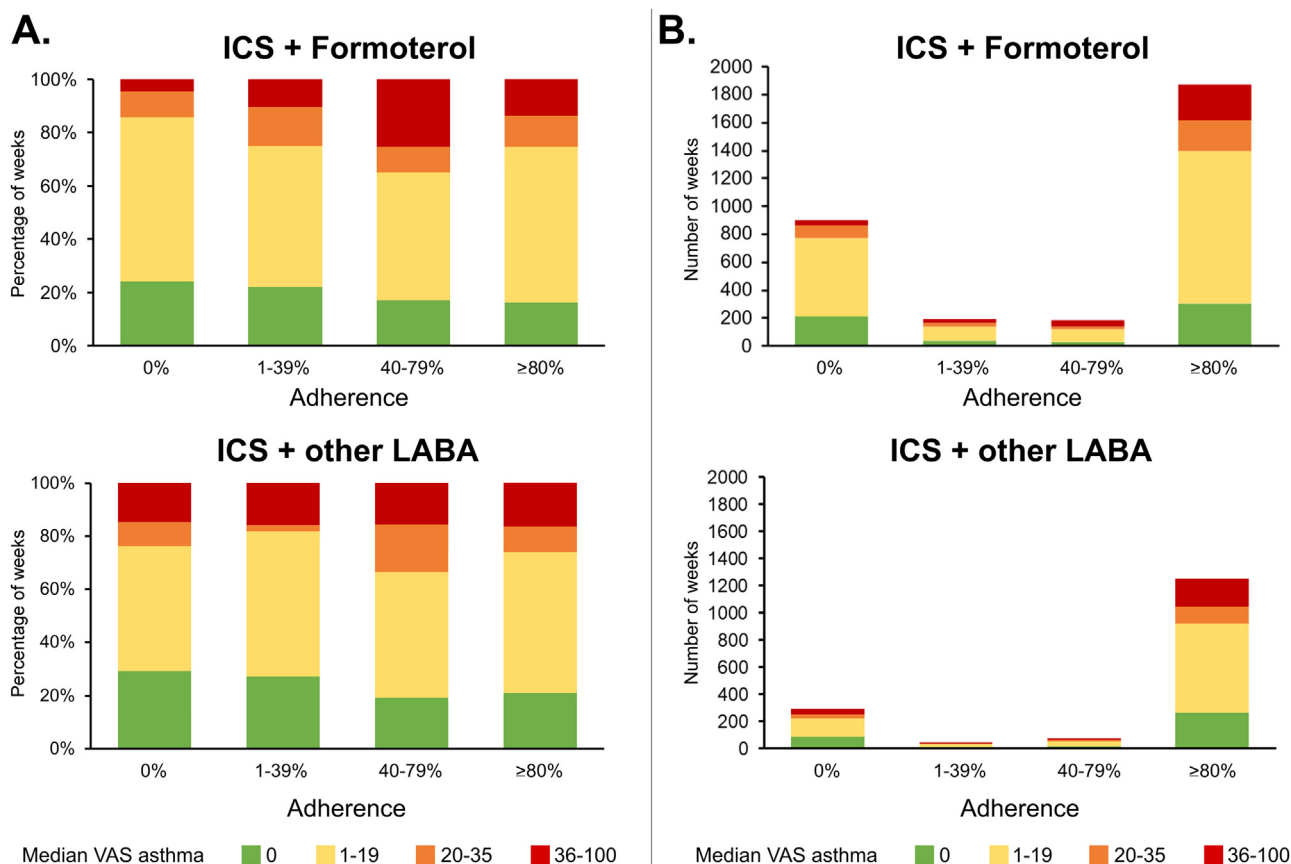 A.
ICS + Formoterol
Percentage of weeks
100%
80%
60%
40%
20%
0%
0% 1-39% 40-79% ≥80%
Adherence
ICS + other LABA
Percentage of weeks
100%
80%
60%
40%
20%
0%
0% 1-39% 40-79% ≥80%
Adherence
Median VAS asthma 0 1-19 20-35 36-100
B.
ICS + Formoterol
Number of weeks
2000
1800
1600
1400
1200
1000
800
600
400
200
0
0% 1-39% 40-79% ≥80%
Adherence
ICS + other LABA
Number of weeks
2000
1800
1600
1400
1200
1000
800
600
400
200
0
0% 1-39% 40-79% ≥80%
Adherence
Median VAS asthma 0 1-19 20-35 36-100